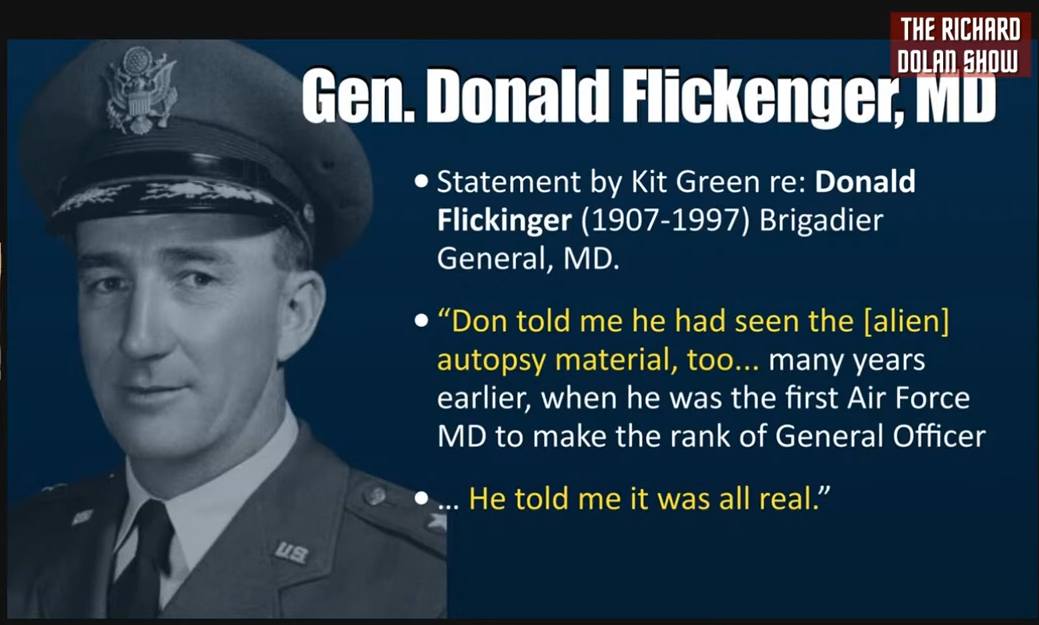 THE RICHARD
DOLAN SHOW
Gen. Donald Flickenger, MD
• Statement by Kit Green re: Donald
Flickinger (1907-1997) Brigadier
General, MD.
• “Don told me he had seen the [alien]
autopsy material, too... many years
earlier, when he was the first Air Force
MD to make the rank of General Officer
• ... He told me it was all real.”
U.S.